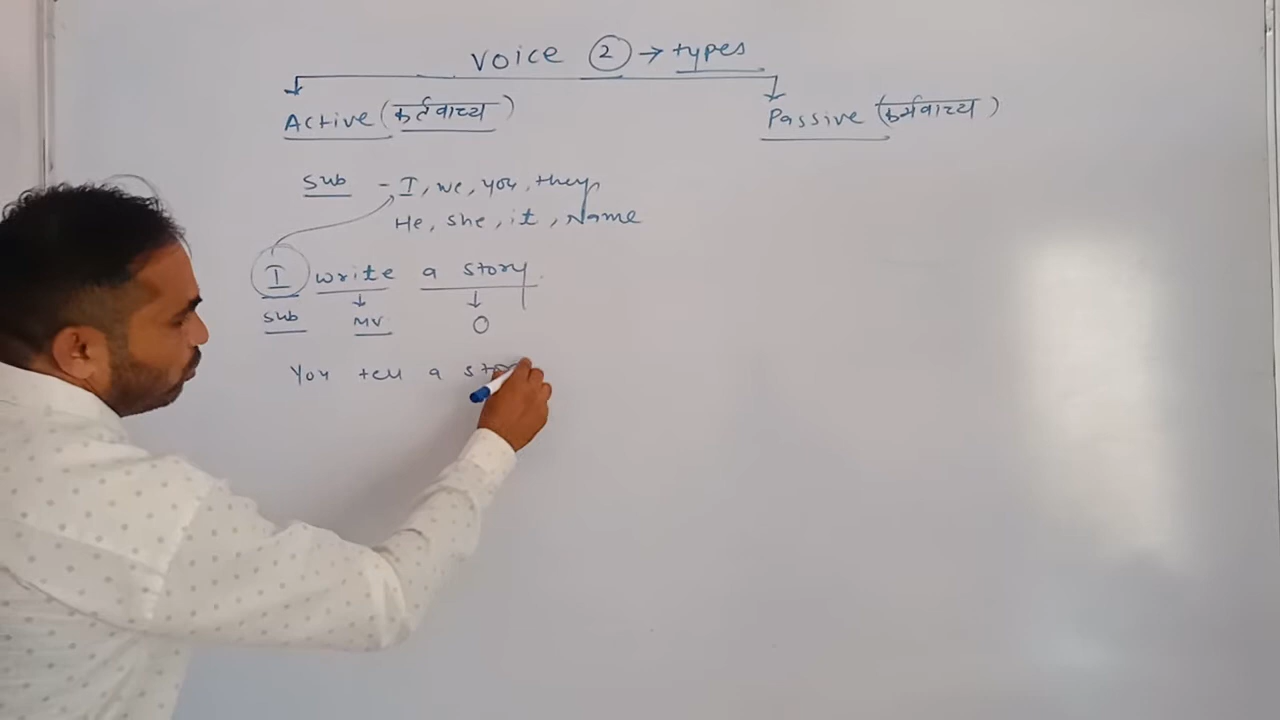 Voice 2 → types
Active (कर्तवाच्य) Passive (कर्मवाच्य)
Sub - I, we, you, they
He, she, it, Name
I write a story.
Sub MV O
You tell a